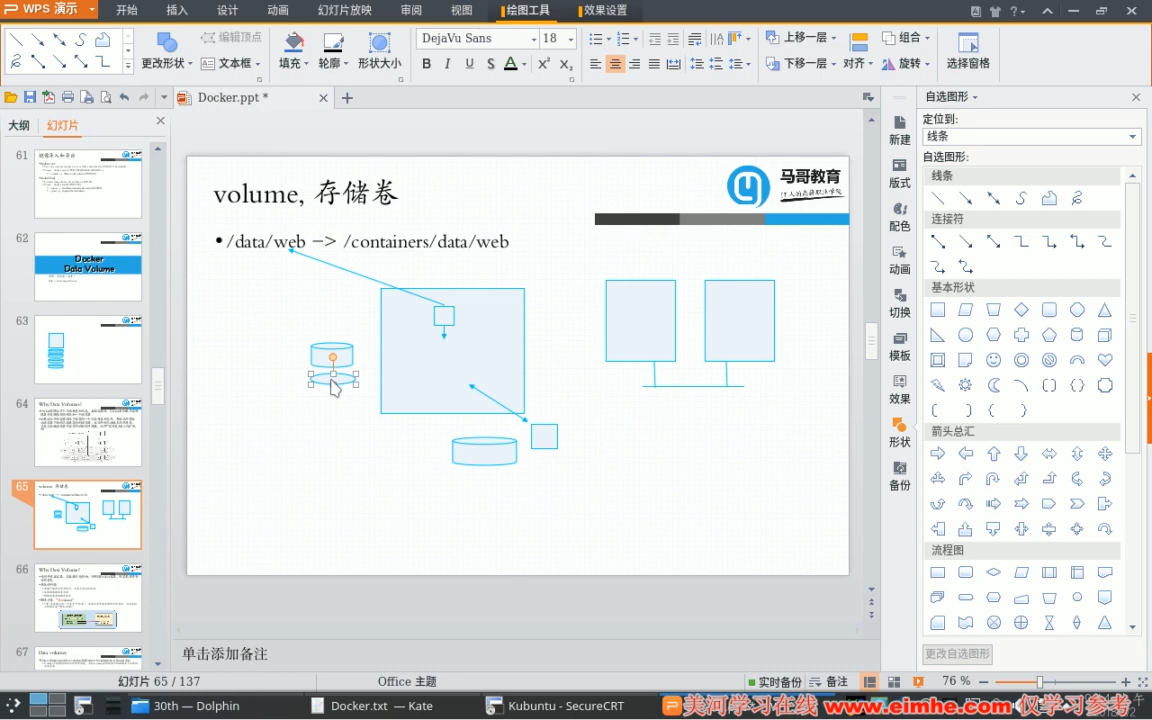 WPS 演示
开始 插入 设计 动画 幻灯片放映 审阅 视图 绘图工具 效果设置
更改形状 编辑顶点 文本框 填充 轮廓 形状大小
DejaVu Sans 18
上移一层 下移一层 对齐 组合 旋转 选择窗格
Docker.ppt *
大纲 幻灯片
61
62
Docker
Data Volume
63
64
Why Data Volume?
65
volume, 存储卷
66
Why Data Volume?
67
Data volumes
volume, 存储卷
马哥教育
•/data/web –> /containers/data/web
单击添加备注
新建
版式
配色
动画
切换
模板
效果
形状
备份
自选图形
定位到:
线条
自选图形:
线条
连接符
基本形状
箭头总汇
流程图
更改自选图形
幻灯片 65 / 137 Office 主题 实时备份 备注 76 %
30th — Dolphin Docker.txt — Kate Kubuntu - SecureCRT
美河学习在线 www.eimhe.com 仅学习参考